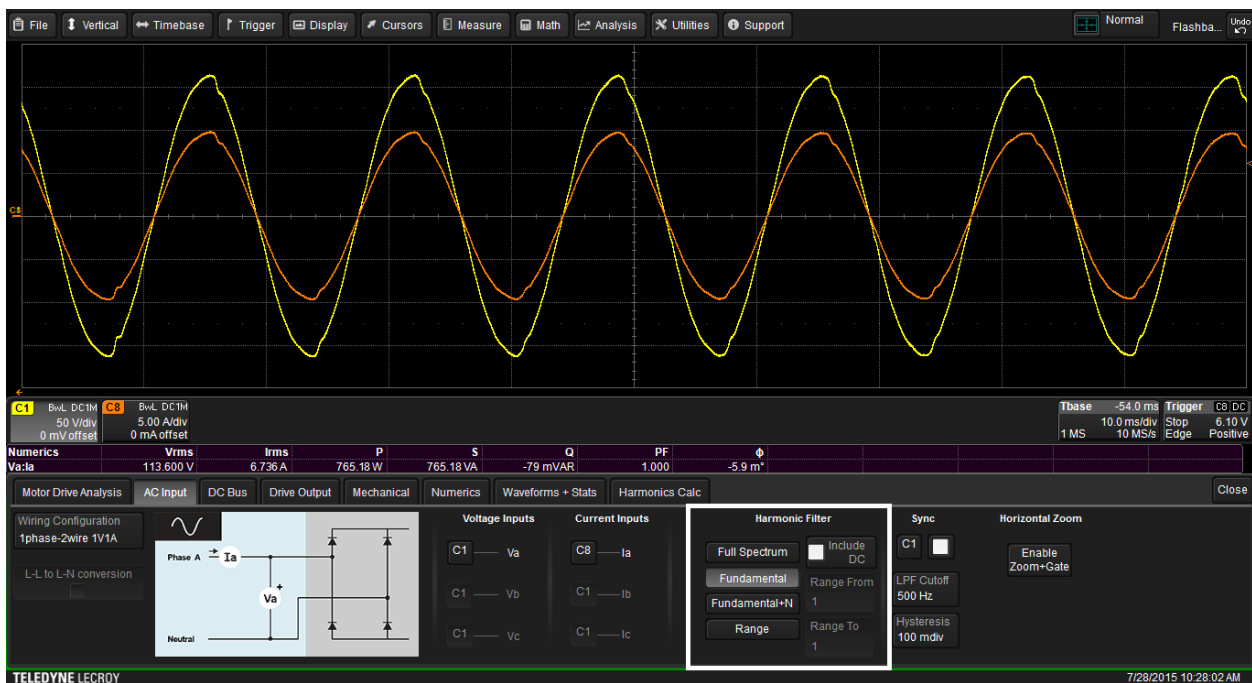 File Vertical Timebase Trigger Display Cursors Measure Math Analysis Utilities Support Normal Flashba... Undo
C8
C1 BwL DC1M C8 BwL DC1M
50 V/div 5.00 A/div
0 mV offset 0 mA offset
Tbase -54.0 ms Trigger C8 DC
10.0 ms/div Stop 6.10 V
1 MS 10 MS/s Edge Positive
Numerics Vrms Irms P S Q PF ϕ
Va:Ia 113.600 V 6.736 A 765.18 W 765.18 VA -79 mVAR 1.000 -5.9 m°
Motor Drive Analysis AC Input DC Bus Drive Output Mechanical Numerics Waveforms + Stats Harmonics Calc Close
Wiring Configuration
1phase-2wire 1V1A
L-L to L-N conversion
Phase A Ia
+
Va
Neutral
Voltage Inputs Current Inputs
C1 Va C8 Ia
C1 Vb C1 Ib
C1 Vc C1 Ic
Harmonic Filter
Full Spectrum Include DC
Fundamental Range From
Fundamental+N 1
Range Range To
1
Sync
C1
LPF Cutoff
500 Hz
Hysteresis
100 mdiv
Horizontal Zoom
Enable
Zoom+Gate
TELEDYNE LECROY 7/28/2015 10:28:02 AM